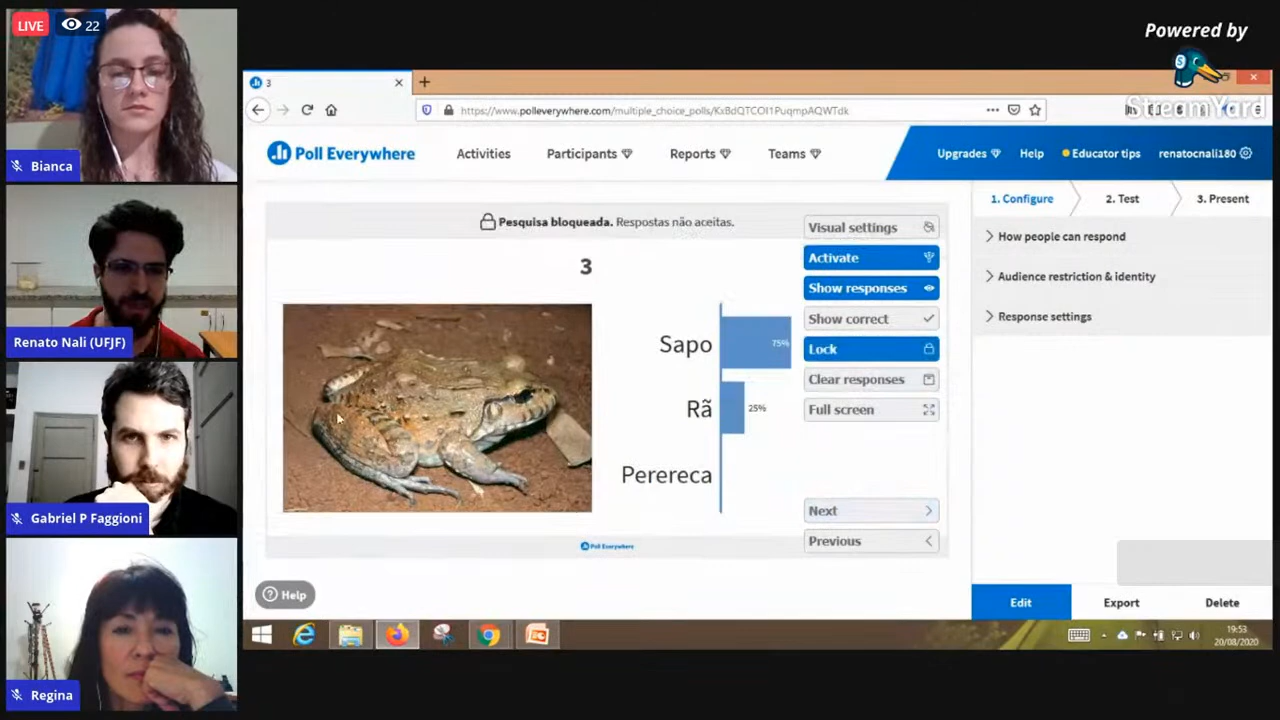 LIVE 22
Bianca
Renato Nali (UFJF)
Gabriel P Faggioni
Regina
Powered by
StreamYard
3
https://www.polleverywhere.com/multiple_choice_polls/
Poll Everywhere
Activities
Participants
Reports
Teams
Upgrades
Help
Educator tips
renatocnali180
Pesquisa bloqueada. Respostas não aceitas.
3
Sapo
75%
Rã
25%
Perereca
Poll Everywhere
Visual settings
Activate
Show responses
Show correct
Lock
Clear responses
Full screen
Next
Previous
1. Configure
2. Test
3. Present
How people can respond
Audience restriction & identity
Response settings
Help
Edit
Export
Delete
19:53
20/08/2020